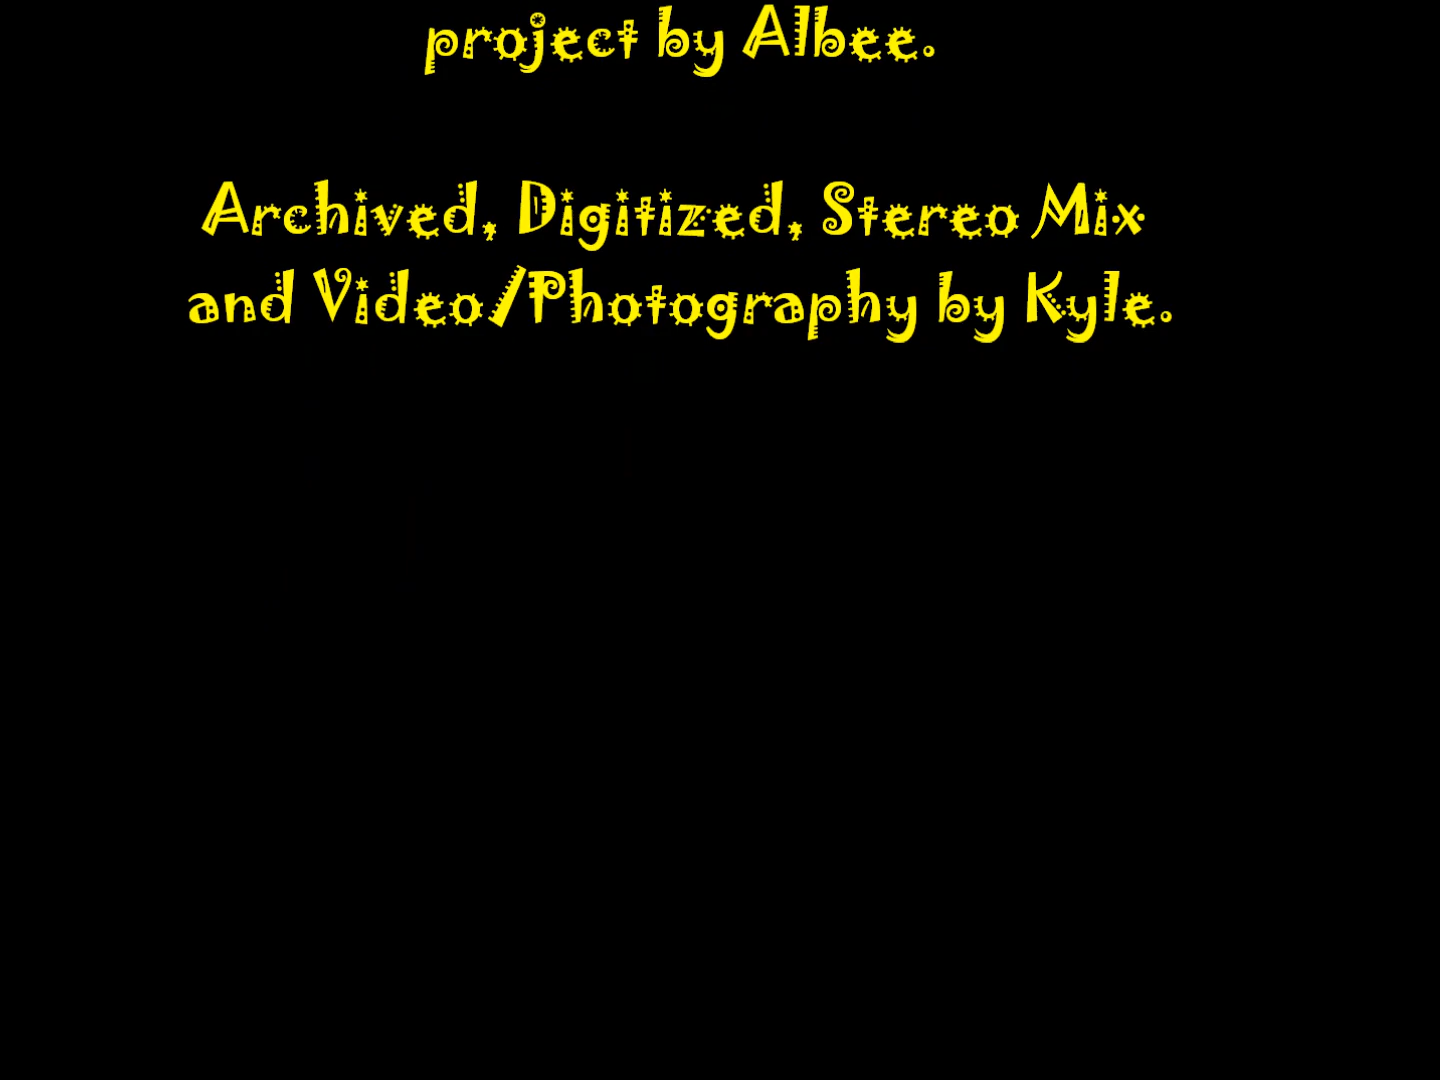 project by Albee.
Archived, Digitized, Stereo Mix
and Video/Photography by Kyle.